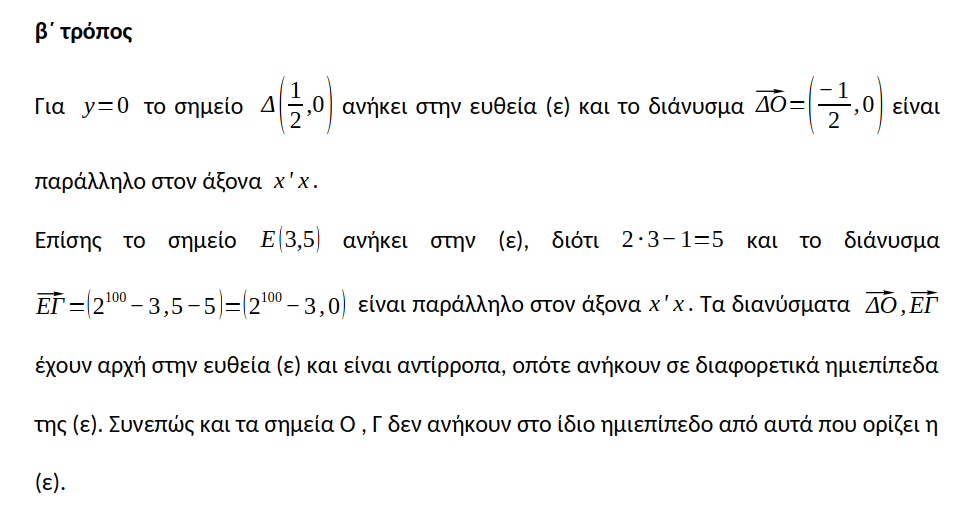 β΄ τρόπος
Για y=0 το σημείο Δ(1/2,0) ανήκει στην ευθεία (ε) και το διάνυσμα ΔΟ⃗=(−1/2,0) είναι
παράλληλο στον άξονα x'x.
Επίσης το σημείο Ε(3,5) ανήκει στην (ε), διότι 2·3−1=5 και το διάνυσμα
ΕΓ⃗=(2^100−3,5−5)=(2^100−3,0) είναι παράλληλο στον άξονα x'x. Τα διανύσματα ΔΟ⃗,ΕΓ⃗
έχουν αρχή στην ευθεία (ε) και είναι αντίρροπα, οπότε ανήκουν σε διαφορετικά ημιεπίπεδα
της (ε). Συνεπώς και τα σημεία Ο , Γ δεν ανήκουν στο ίδιο ημιεπίπεδο από αυτά που ορίζει η
(ε).